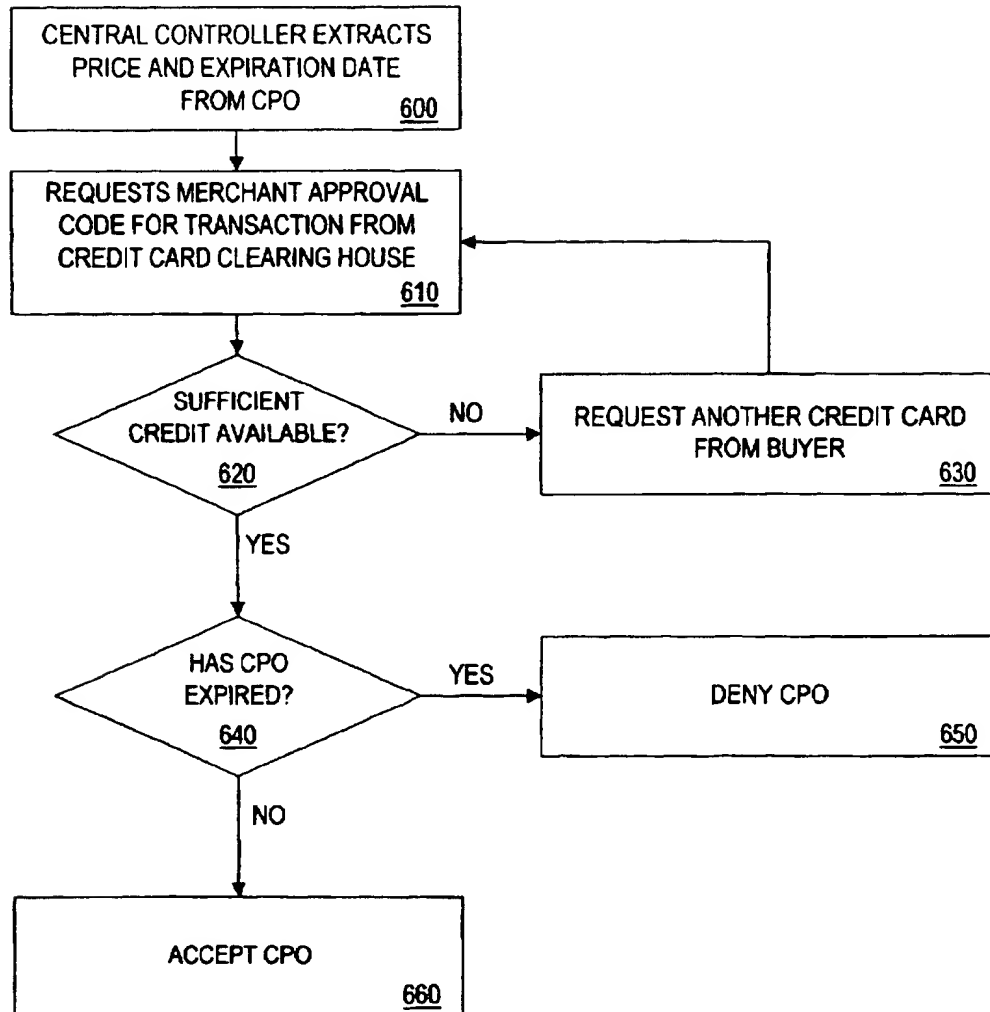 CENTRAL CONTROLLER EXTRACTS
PRICE AND EXPIRATION DATE
FROM CPO
600
REQUESTS MERCHANT APPROVAL
CODE FOR TRANSACTION FROM
CREDIT CARD CLEARING HOUSE
610
SUFFICIENT
CREDIT AVAILABLE?
620
NO
REQUEST ANOTHER CREDIT CARD
FROM BUYER
630
YES
HAS CPO
EXPIRED?
640
YES
DENY CPO
650
NO
ACCEPT CPO
660